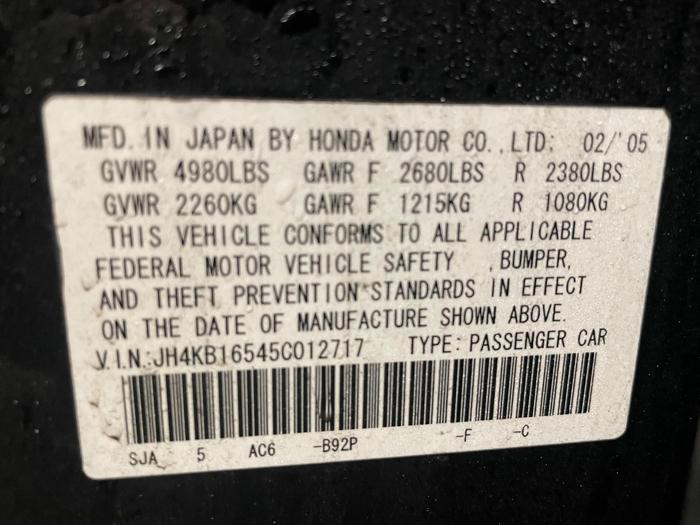 MFD. IN JAPAN BY HONDA MOTOR CO.,LTD: 02/'05
GVWR 4980LBS GAWR F 2680LBS R 2380LBS
GVWR 2260KG GAWR F 1215KG R 1080KG
THIS VEHICLE CONFORMS TO ALL APPLICABLE
FEDERAL MOTOR VEHICLE SAFETY ,BUMPER,
AND THEFT PREVENTION STANDARDS IN EFFECT
ON THE DATE OF MANUFACTURE SHOWN ABOVE.
V.I.N.:JH4KB16545C012717 TYPE: PASSENGER CAR
SJA 5 AC6 -B92P -F -C